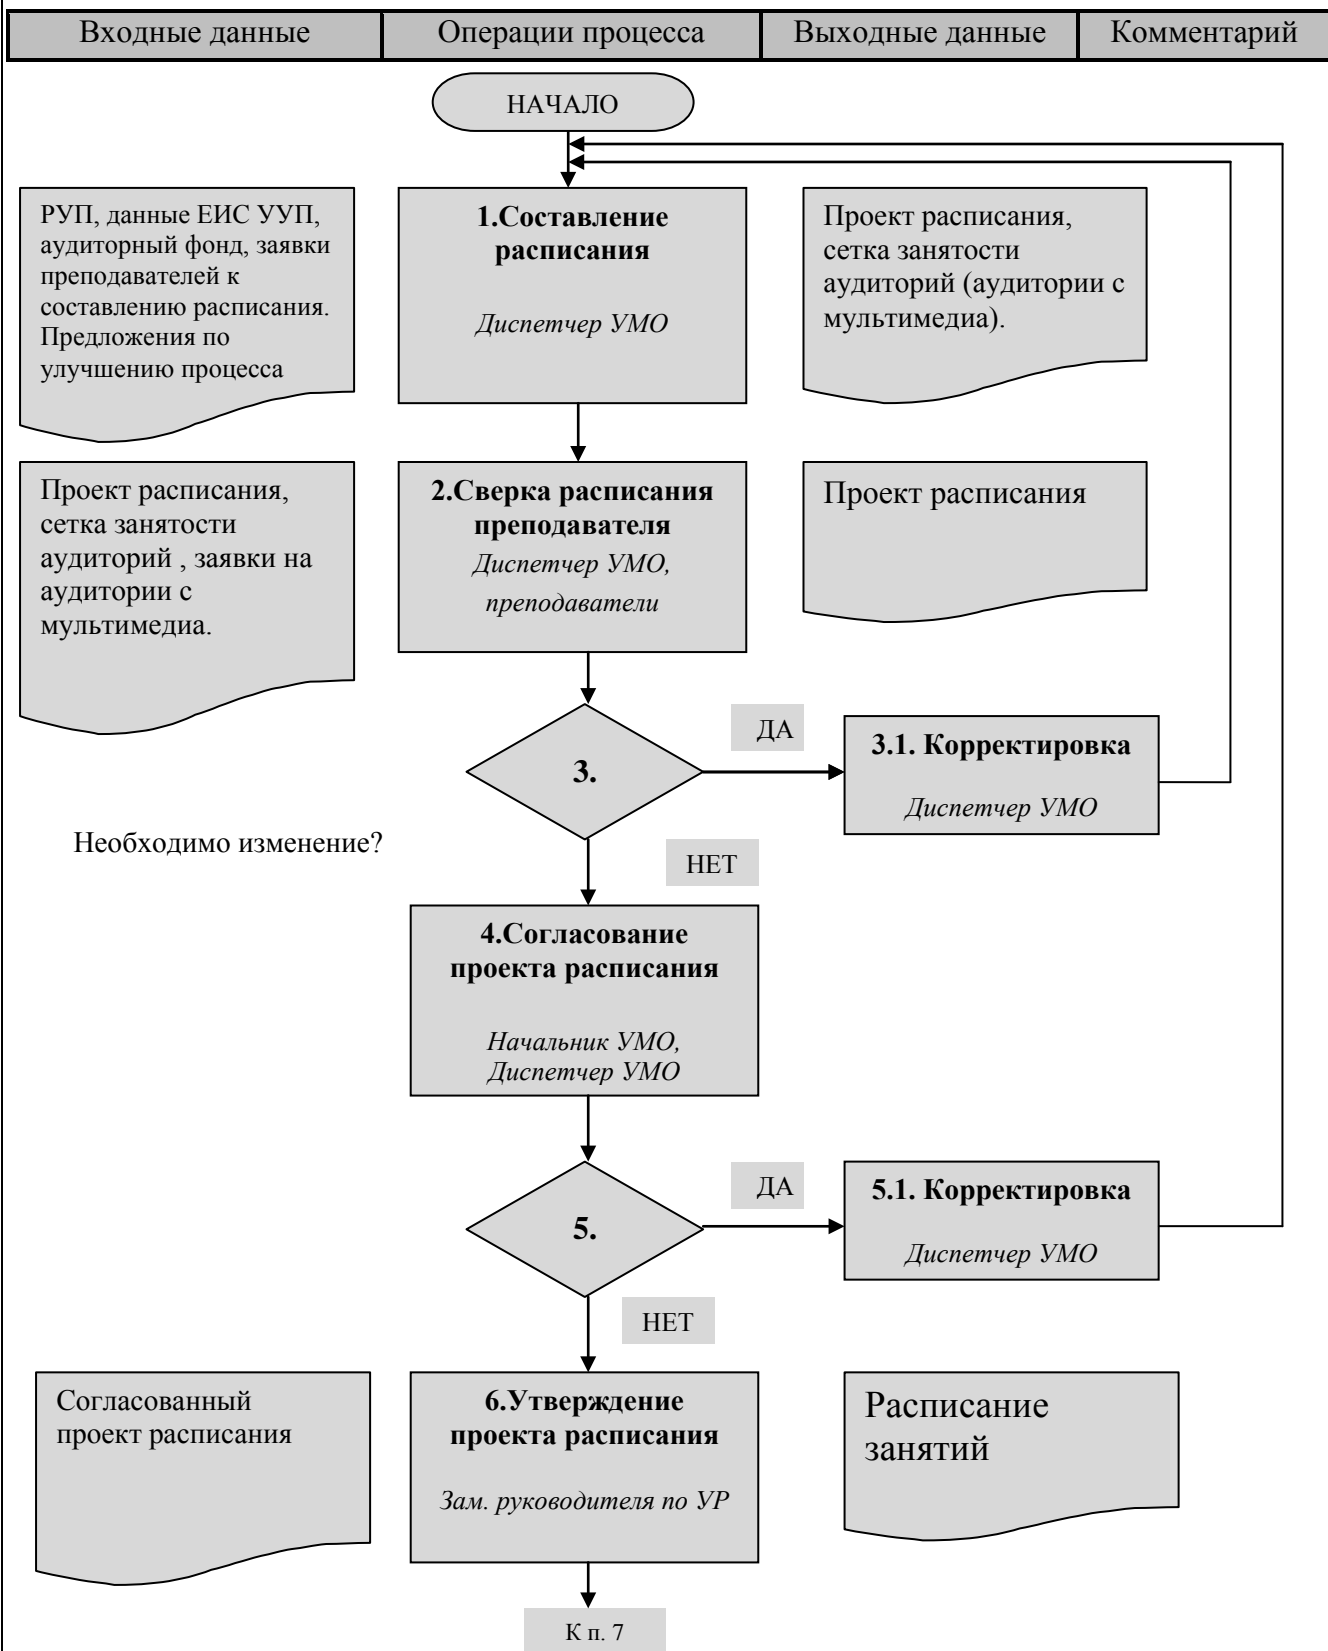 Входные данные
Операции процесса
Выходные данные
Комментарий
НАЧАЛО
РУП, данные ЕИС УУП,
аудиторный фонд, заявки
преподавателей к
составлению расписания.
Предложения по
улучшению процесса
1.Составление
расписания
Диспетчер УМО
Проект расписания,
сетка занятости
аудиторий (аудитории с
мультимедиа).
Проект расписания,
сетка занятости
аудиторий , заявки на
аудитории с
мультимедиа.
2.Сверка расписания
преподавателя
Диспетчер УМО,
преподаватели
Проект расписания
3.
ДА
3.1. Корректировка
Диспетчер УМО
Необходимо изменение?
НЕТ
4.Согласование
проекта расписания
Начальник УМО,
Диспетчер УМО
5.
ДА
5.1. Корректировка
Диспетчер УМО
НЕТ
Согласованный
проект расписания
6.Утверждение
проекта расписания
Зам. руководителя по УР
Расписание
занятий
К п. 7